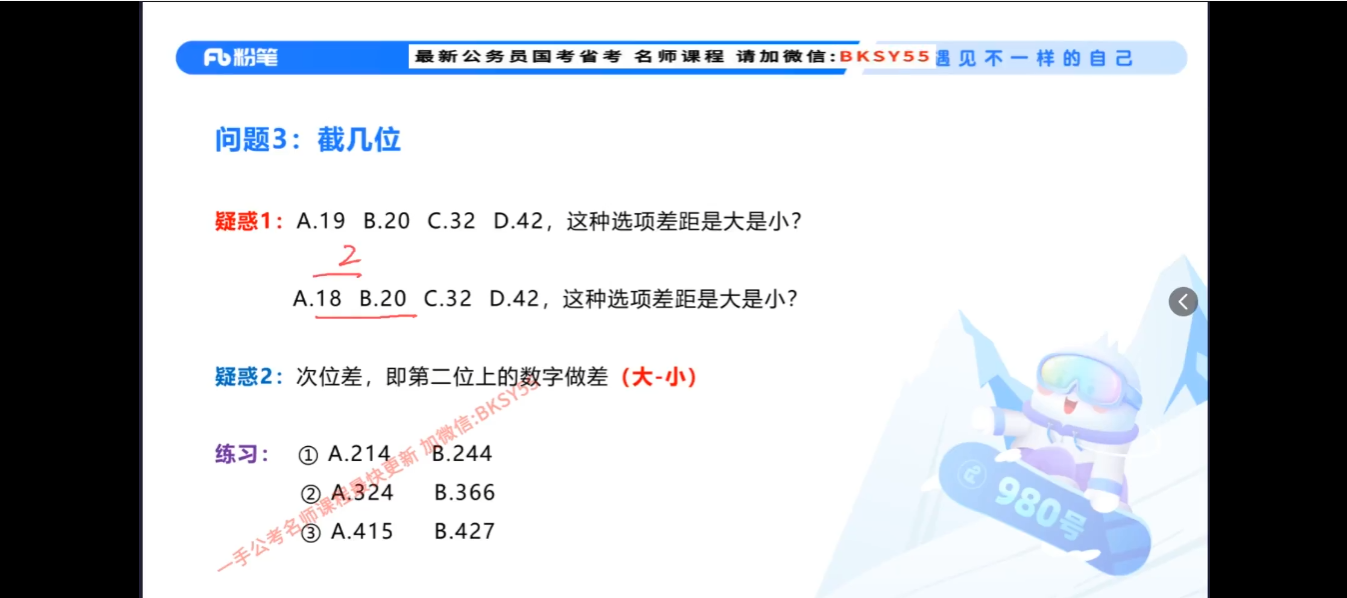 粉笔
最新公务员国考省考 名师课程 请加微信:BKSY55 遇见不一样的自己
问题3：截几位
疑惑1：A.19 B.20 C.32 D.42，这种选项差距是大是小？
2
A.18 B.20 C.32 D.42，这种选项差距是大是小？
疑惑2：次位差，即第二位上的数字做差（大-小）
练习：① A.214 B.244
② A.324 B.366
③ A.415 B.427
一手公考名师课程最快更新 加微信:BKSY55
980号